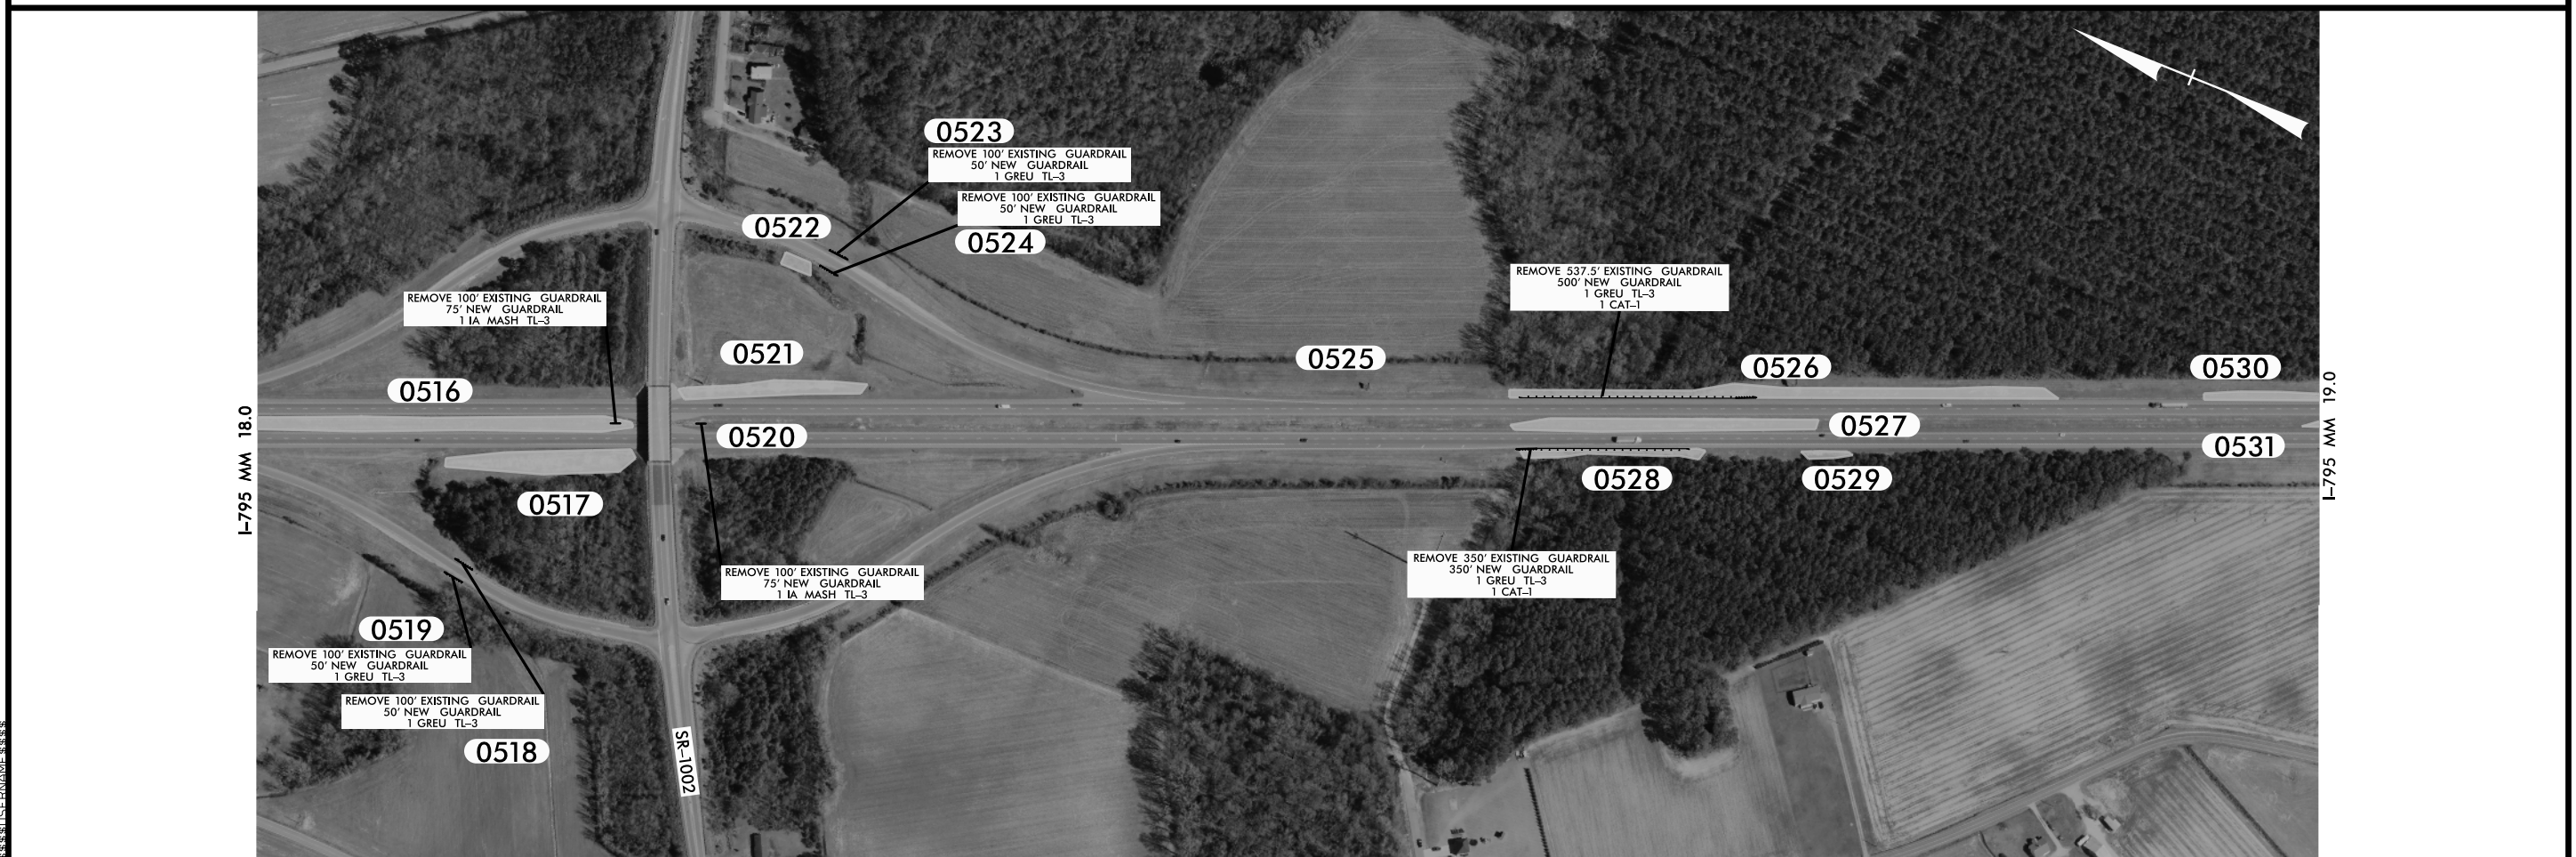 0523
REMOVE 100' EXISTING GUARDRAIL
50' NEW GUARDRAIL
1 GREU TL-3
REMOVE 100' EXISTING GUARDRAIL
50' NEW GUARDRAIL
1 GREU TL-3
0522
0524
REMOVE 537.5' EXISTING GUARDRAIL
500' NEW GUARDRAIL
1 GREU TL-3
1 CAT-1
REMOVE 100' EXISTING GUARDRAIL
75' NEW GUARDRAIL
1 IA MASH TL-3
0521
0525
0526
0530
0516
I-795 MM 18.0
I-795 MM 19.0
0520
0527
0531
0517
0528
0529
REMOVE 350' EXISTING GUARDRAIL
350' NEW GUARDRAIL
1 GREU TL-3
1 CAT-1
REMOVE 100' EXISTING GUARDRAIL
75' NEW GUARDRAIL
1 IA MASH TL-3
0519
REMOVE 100' EXISTING GUARDRAIL
50' NEW GUARDRAIL
1 GREU TL-3
REMOVE 100' EXISTING GUARDRAIL
50' NEW GUARDRAIL
1 GREU TL-3
0518
SR-1002